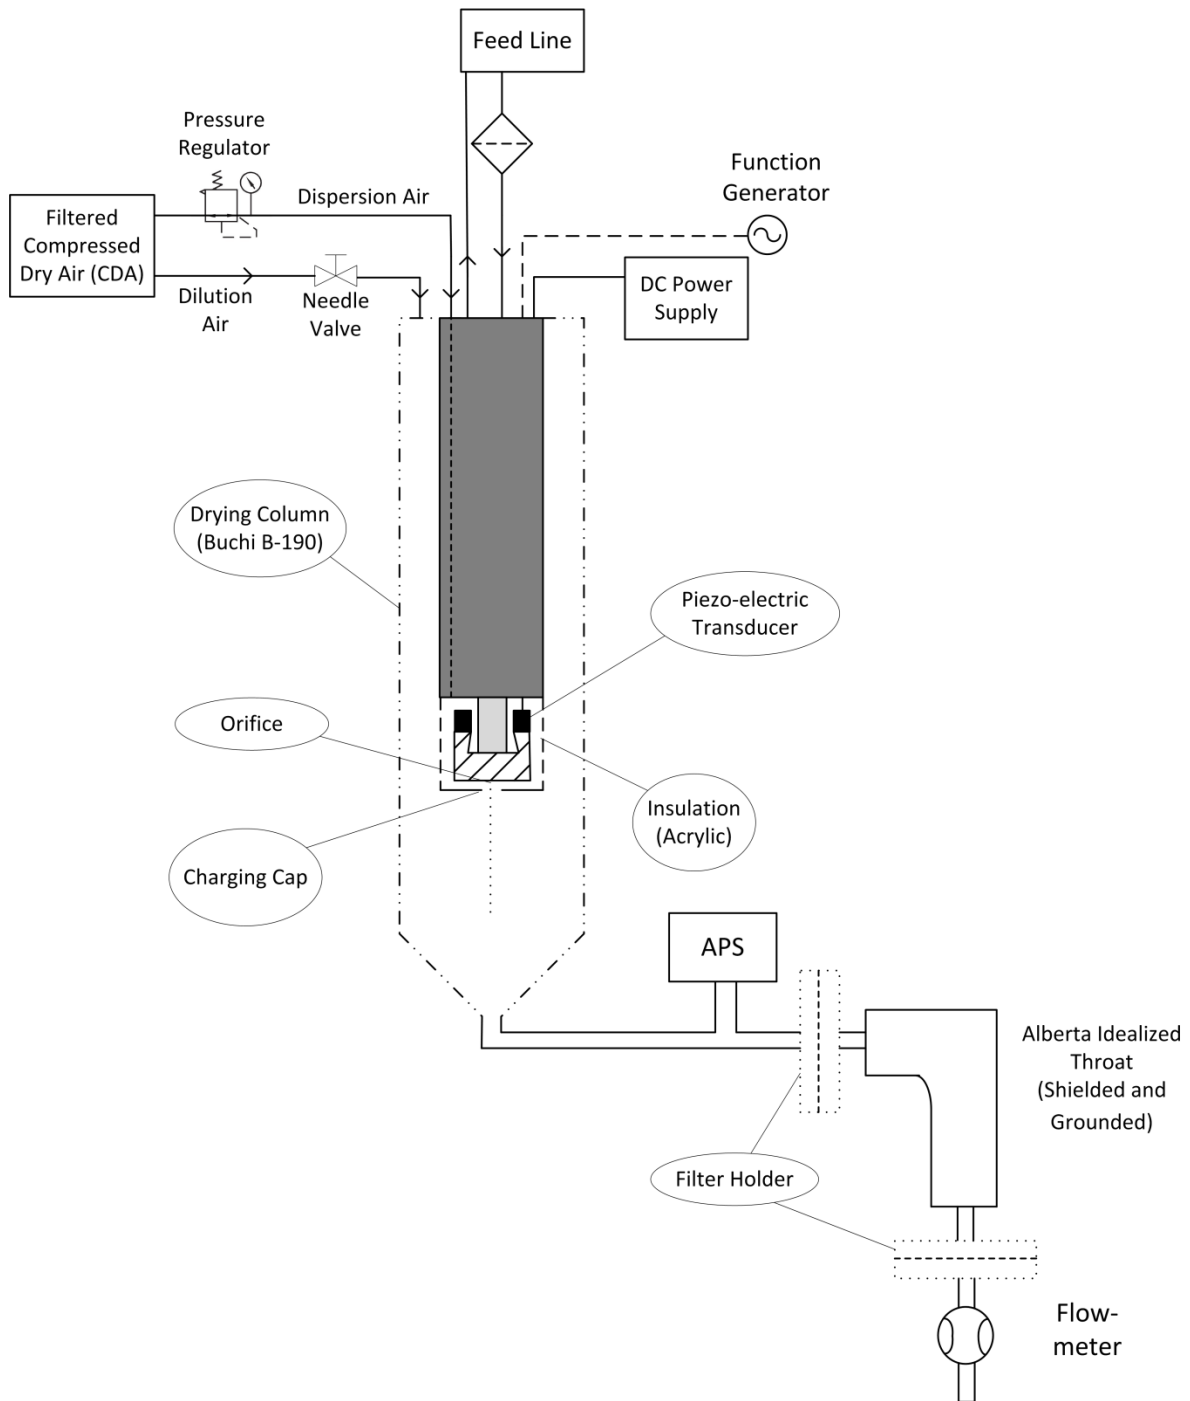 Feed Line
Pressure
Regulator
Function
Generator
Dispersion Air
Filtered
Compressed
Dry Air (CDA)
DC Power
Supply
Dilution
Air
Needle
Valve
Drying Column
(Buchi B-190)
Piezo-electric
Transducer
Orifice
Insulation
(Acrylic)
Charging Cap
APS
Alberta Idealized
Throat
(Shielded and
Grounded)
Filter Holder
Flow-
meter